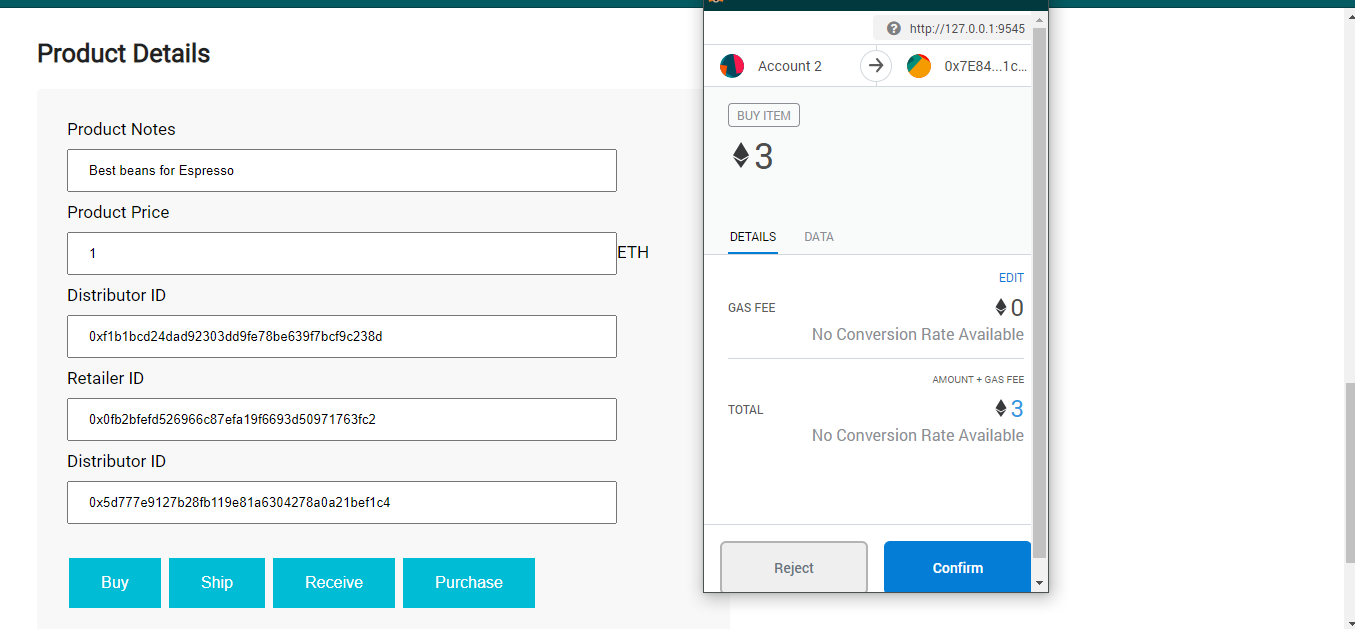 Product Details
Product Notes
Best beans for Espresso
Product Price
1
ETH
Distributor ID
0xf1b1bcd24dad92303dd9fe78be639f7bcf9c238d
Retailer ID
0x0fb2bfefd526966c87efa19f6693d50971763fc2
Distributor ID
0x5d777e9127b28fb119e81a6304278a0a21bef1c4
Buy
Ship
Receive
Purchase
? http://127.0.0.1:9545
Account 2
0x7E84...1c...
BUY ITEM
3
DETAILS
DATA
EDIT
GAS FEE
0
No Conversion Rate Available
AMOUNT + GAS FEE
TOTAL
3
No Conversion Rate Available
Reject
Confirm